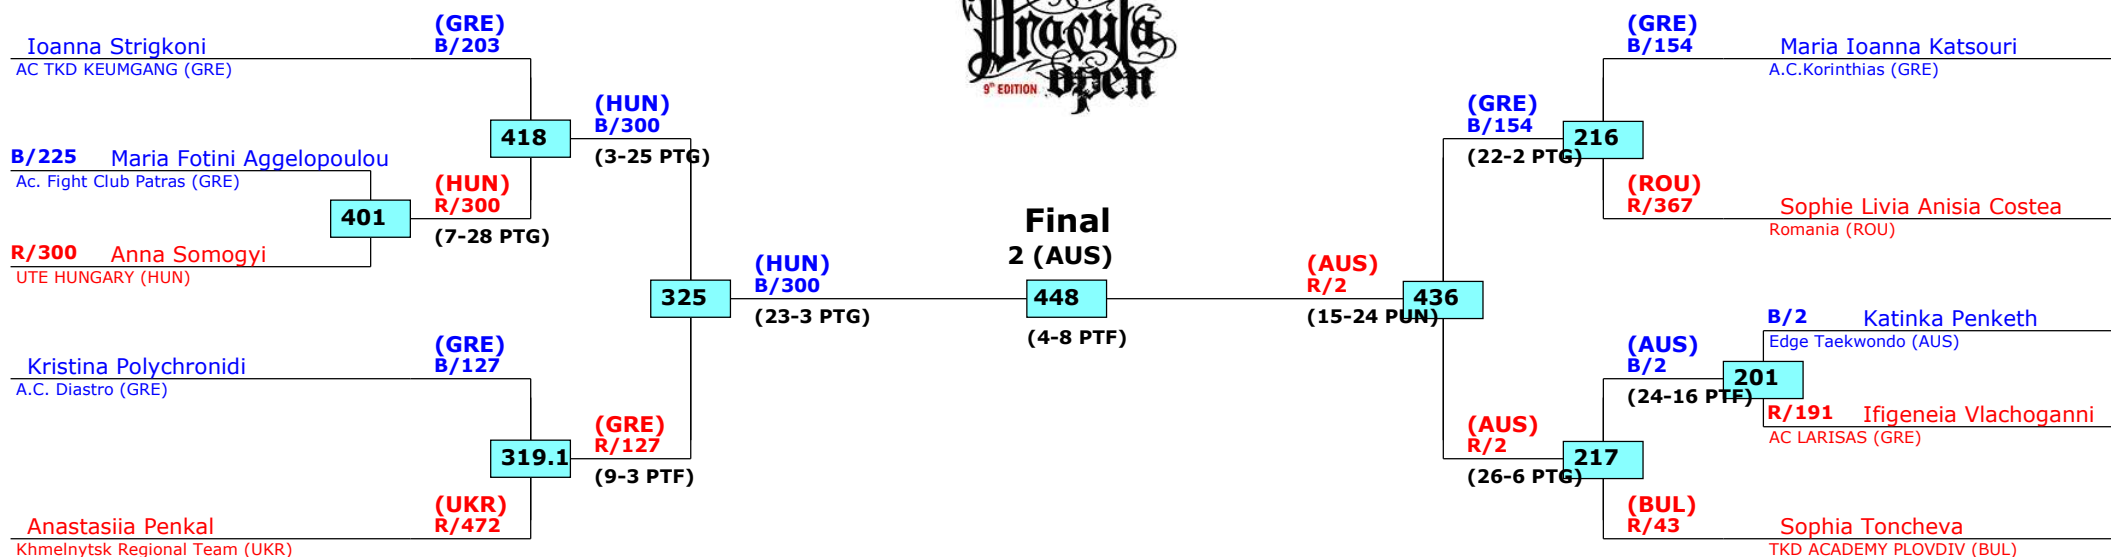 Dracula
9th EDITION
open
(GRE)
B/203
Ioanna Strigkoni
AC TKD KEUMGANG (GRE)
418
(HUN)
B/300
(3-25 PTG)
B/225 Maria Fotini Aggelopoulou
Ac. Fight Club Patras (GRE)
401
(HUN)
R/300
(7-28 PTG)
R/300 Anna Somogyi
UTE HUNGARY (HUN)
325
(HUN)
B/300
(23-3 PTG)
(GRE)
B/127
Kristina Polychronidi
A.C. Diastro (GRE)
319.1
(GRE)
R/127
(9-3 PTF)
(UKR)
R/472
Anastasiia Penkal
Khmelnytsk Regional Team (UKR)
Final
2 (AUS)
448
(4-8 PTF)
(AUS)
R/2
(15-24 PUN)
436
(GRE)
B/154
(22-2 PTG)
216
(GRE)
B/154
Maria Ioanna Katsouri
A.C.Korinthias (GRE)
(ROU)
R/367
Sophie Livia Anisia Costea
Romania (ROU)
B/2 Katinka Penketh
Edge Taekwondo (AUS)
(AUS)
B/2
(24-16 PTF)
201
R/191 Ifigeneia Vlachoganni
AC LARISAS (GRE)
(AUS)
R/2
(26-6 PTG)
217
(BUL)
R/43
Sophia Toncheva
TKD ACADEMY PLOVDIV (BUL)